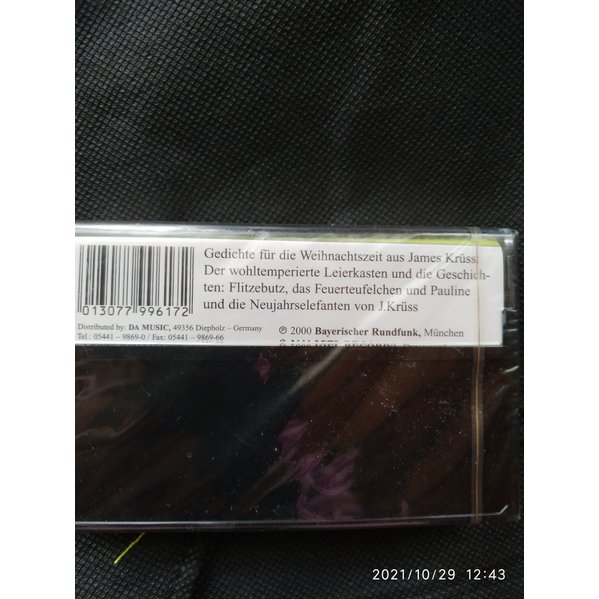 Gedichte für die Weihnachtszeit aus James Krüss:
Der wohltemperierte Leierkasten und die Geschich-
ten: Flitzebutz, das Feuerteufelchen und Pauline
und die Neujahrselefanten von J.Krüss
013077 996172
Distributed by: DA MUSIC, 49356 Diepholz – Germany
Tel.: 05441 – 9869-0 / Fax: 05441 – 9869-66
℗ 2000 Bayerischer Rundfunk, München
2021/10/29 12:43